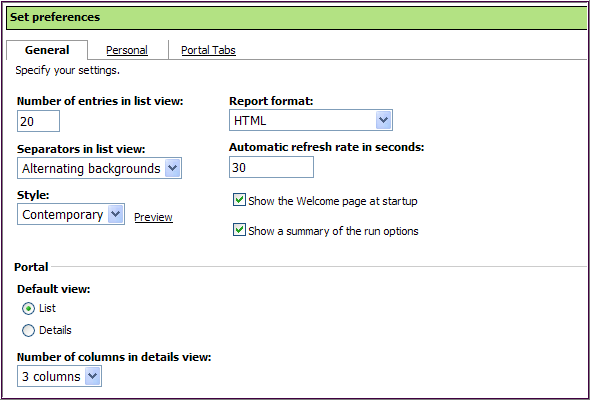 Set preferences
General Personal Portal Tabs
Specify your settings.
Number of entries in list view: Report format:
20 HTML
Separators in list view: Automatic refresh rate in seconds:
Alternating backgrounds 30
Style:
Contemporary Preview
Show the Welcome page at startup
Show a summary of the run options
Portal
Default view:
List
Details
Number of columns in details view:
3 columns